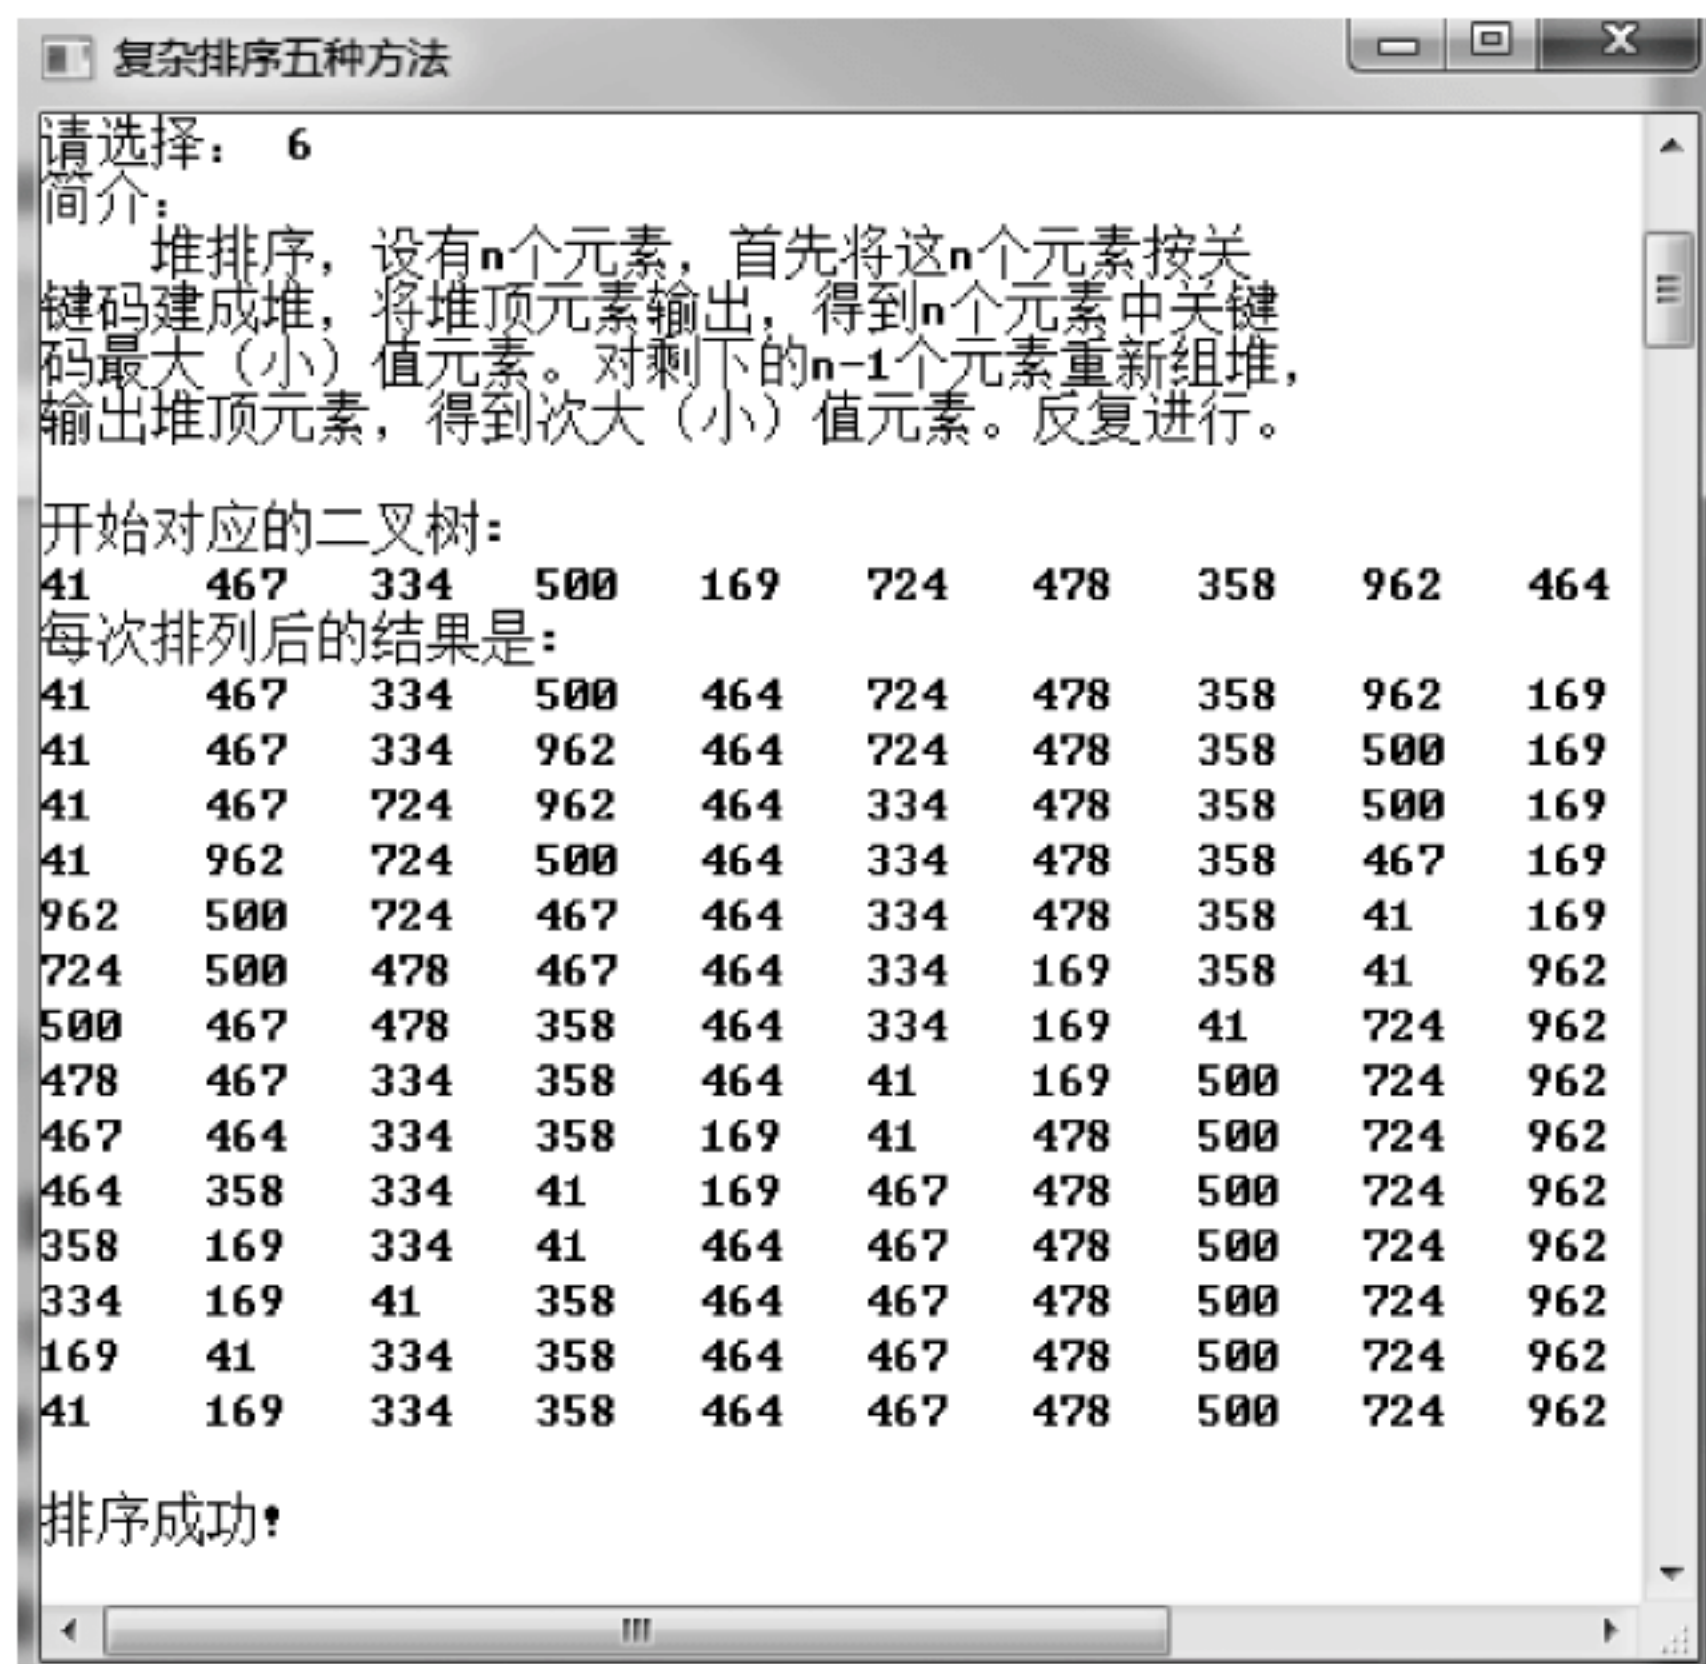 复杂排序五种方法
请选择： 6
简介：
堆排序，设有n个元素，首先将这n个元素按关
键码建成堆，将堆顶元素输出，得到n个元素中关键
码最大（小）值元素。对剩下的n-1个元素重新组堆，
输出堆顶元素，得到次大（小）值元素。反复进行。
开始对应的二叉树：
41 467 334 500 169 724 478 358 962 464
每次排列后的结果是：
41 467 334 500 464 724 478 358 962 169
41 467 334 962 464 724 478 358 500 169
41 467 724 962 464 334 478 358 500 169
41 962 724 500 464 334 478 358 467 169
962 500 724 467 464 334 478 358 41 169
724 500 478 467 464 334 169 358 41 962
500 467 478 358 464 334 169 41 724 962
478 467 334 358 464 41 169 500 724 962
467 464 334 358 169 41 478 500 724 962
464 358 334 41 169 467 478 500 724 962
358 169 334 41 464 467 478 500 724 962
334 169 41 358 464 467 478 500 724 962
169 41 334 358 464 467 478 500 724 962
41 169 334 358 464 467 478 500 724 962
排序成功!